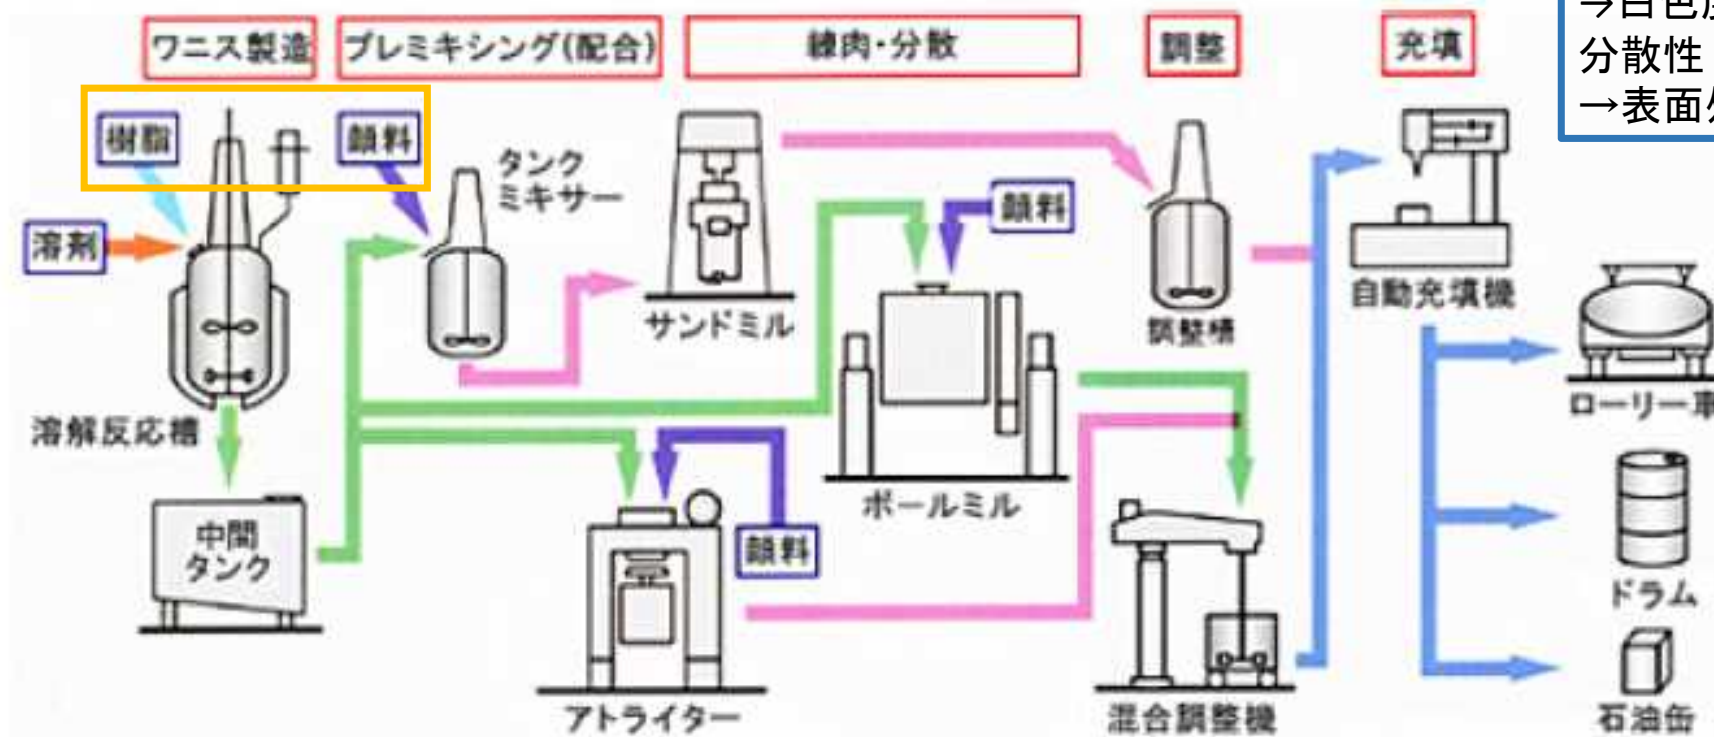 ワニス製造
プレミキシング(配合)
練肉・分散
調整
充填
分散性
樹脂
顔料
タンク
ミキサー
溶剤
顔料
サンドミル
調整槽
自動充填機
ローリー車
溶解反応槽
ボールミル
中間
タンク
顔料
ドラム
アトライター
混合調整機
石油缶